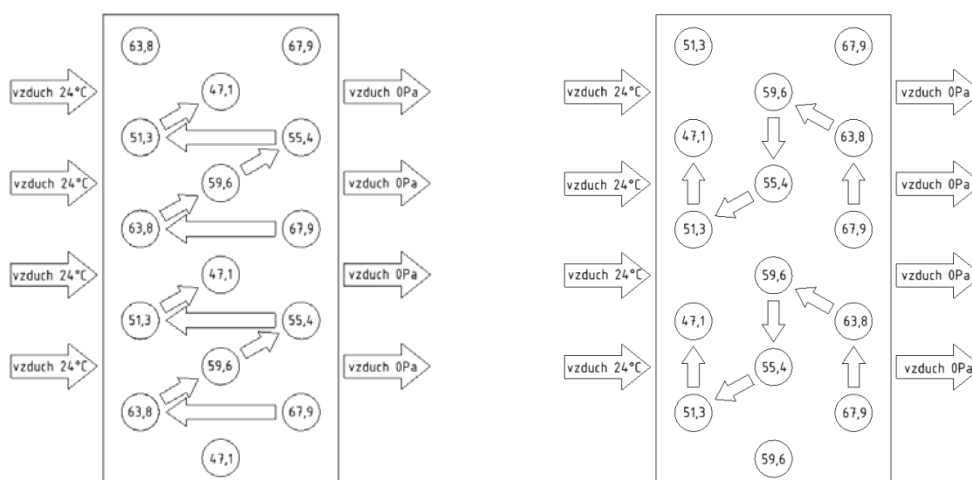 63,8 67,9
vzduch 24°C 47,1 vzduch 0Pa
51,3 55,4
vzduch 24°C 59,6 vzduch 0Pa
63,8 67,9
vzduch 24°C 47,1 vzduch 0Pa
51,3 55,4
vzduch 24°C 59,6 vzduch 0Pa
63,8 67,9
47,1
51,3 67,9
vzduch 24°C 59,6 vzduch 0Pa
47,1 63,8
vzduch 24°C 55,4 vzduch 0Pa
51,3 67,9
vzduch 24°C 59,6 vzduch 0Pa
47,1 63,8
vzduch 24°C 55,4 vzduch 0Pa
51,3 67,9
59,6